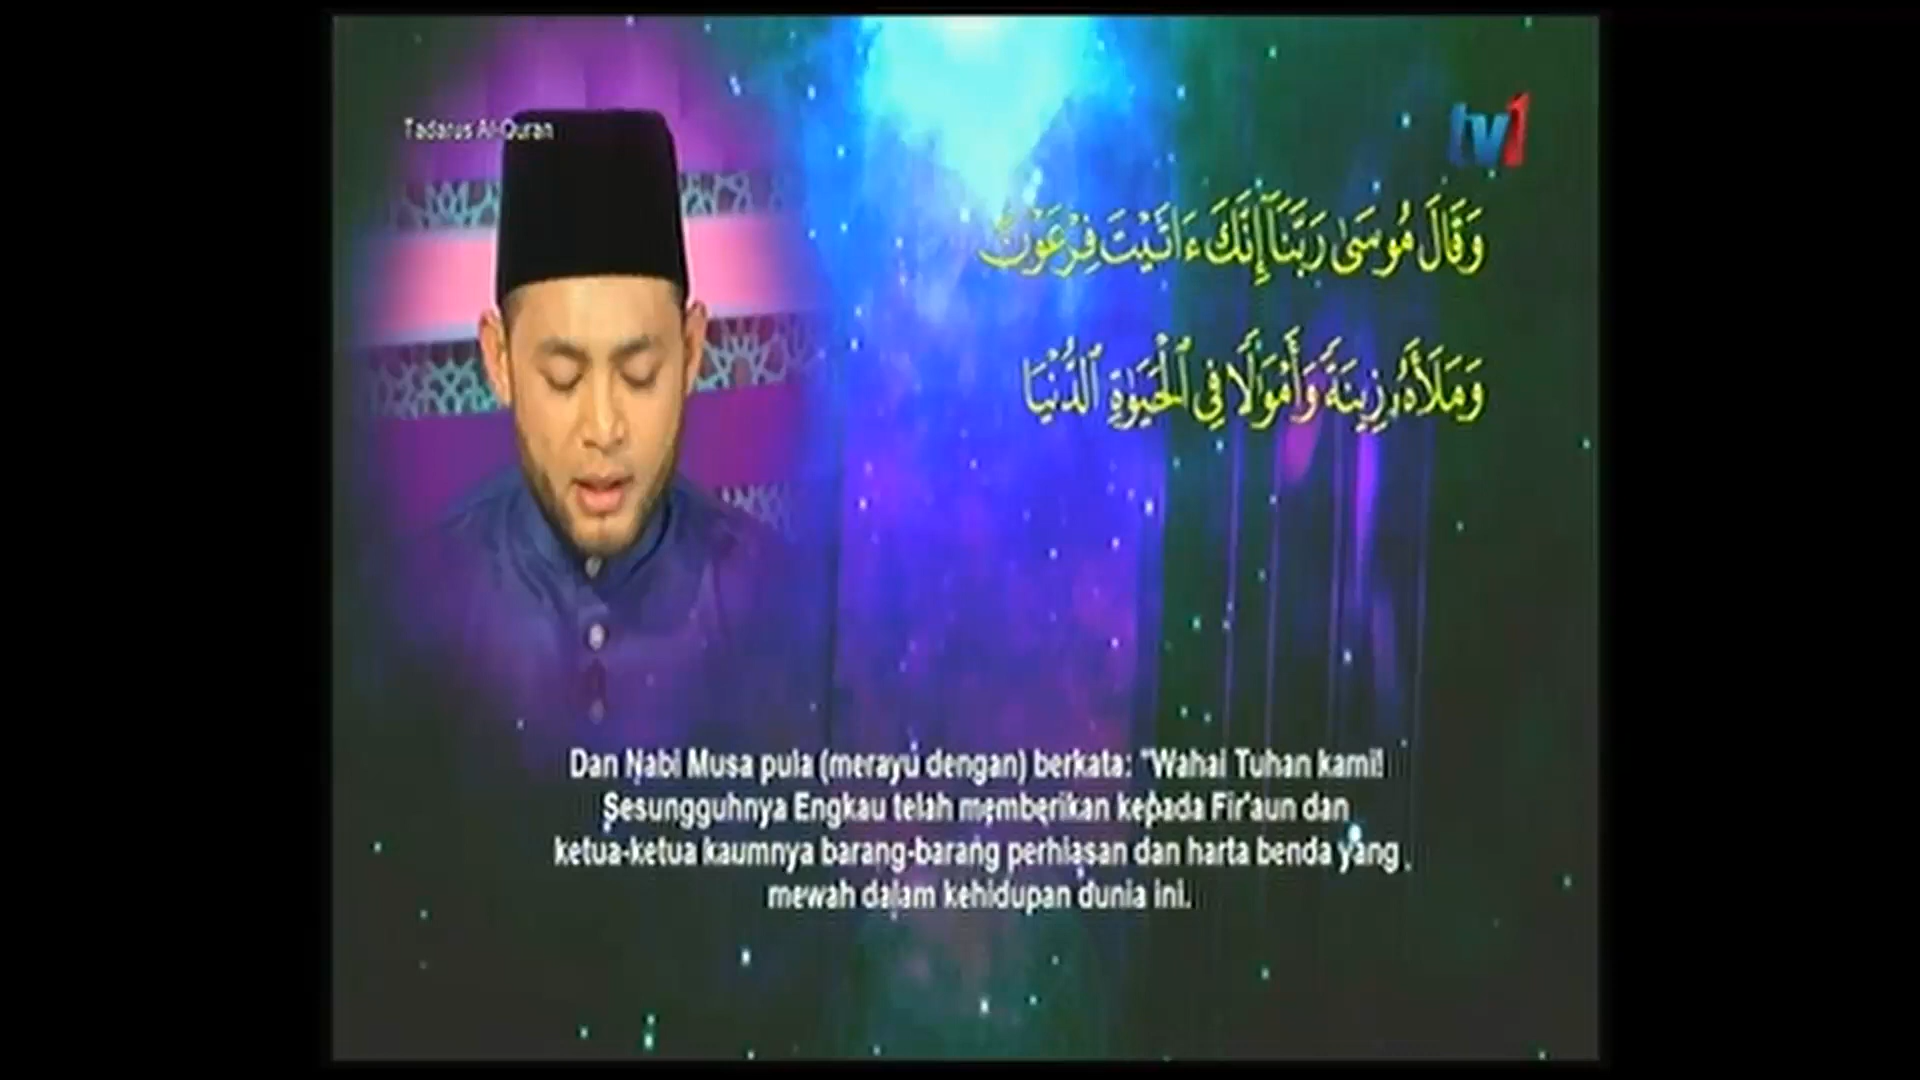 Tadarus Al-Quran
tv1
وَقَالَ مُوسَىٰ رَبَّنَآ إِنَّكَ ءَاتَيْتَ فِرْعَوْنَ
وَمَلَأَهُۥ زِينَةً وَأَمْوَٰلًا فِى ٱلْحَيَوٰةِ ٱلدُّنْيَا
Dan Nabi Musa pula (merayu dengan) berkata: "Wahai Tuhan kami!
Sesungguhnya Engkau telah memberikan kepada Fir'aun dan
ketua-ketua kaumnya barang-barang perhiasan dan harta benda yang
mewah dalam kehidupan dunia ini.